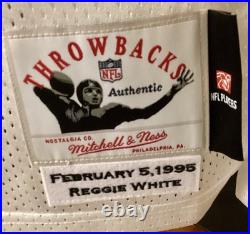 THROWBACKS
NFL
Authentic
NOSTALGIA CO.
Mitchell & Ness
PHILADELPHIA, PA.
NFL PLAYERS
FEBRUARY 5, 1995
REGGIE WHITE